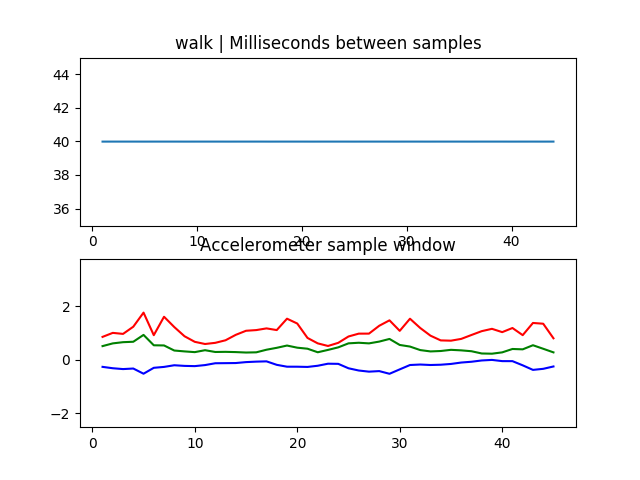 walk | Milliseconds between samples
44
42
40
38
36
0 10 20 30 40
Accelerometer sample window
2
0
−2
0 10 20 30 40